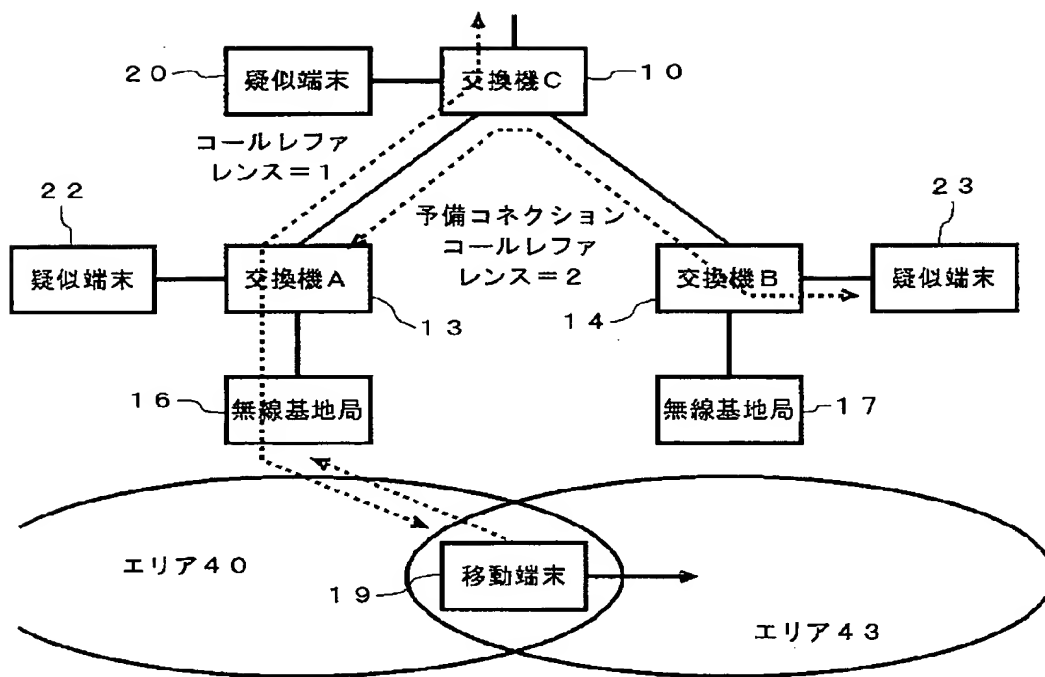 ２０
疑似端末
交換機Ｃ
１０
コールレファ
レンス＝１
２２
疑似端末
交換機Ａ
１３
予備コネクション
コールレファ
レンス＝2
２３
交換機Ｂ
疑似端末
１４
１６
無線基地局
無線基地局
１７
エリア４０
移動端末
１９
エリア４３